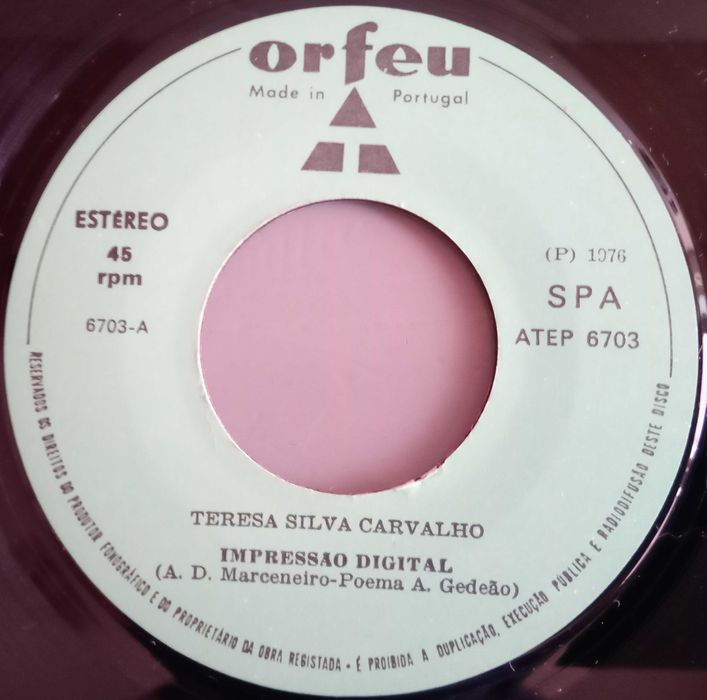 orfeu
Made in Portugal
ESTÉREO
45
rpm
6703-A
(P) 1976
SPA
ATEP 6703
TERESA SILVA CARVALHO
IMPRESSÃO DIGITAL
(A. D. Marceneiro-Poema A. Gedeão)
RESERVADOS OS DIREITOS DO PRODUTOR FONOGRÁFICO E DO PROPRIETÁRIO DA OBRA REGISTADA • É PROIBIDA A DUPLICAÇÃO, EXECUÇÃO PÚBLICA E RADIODIFUSÃO DESTE DISCO